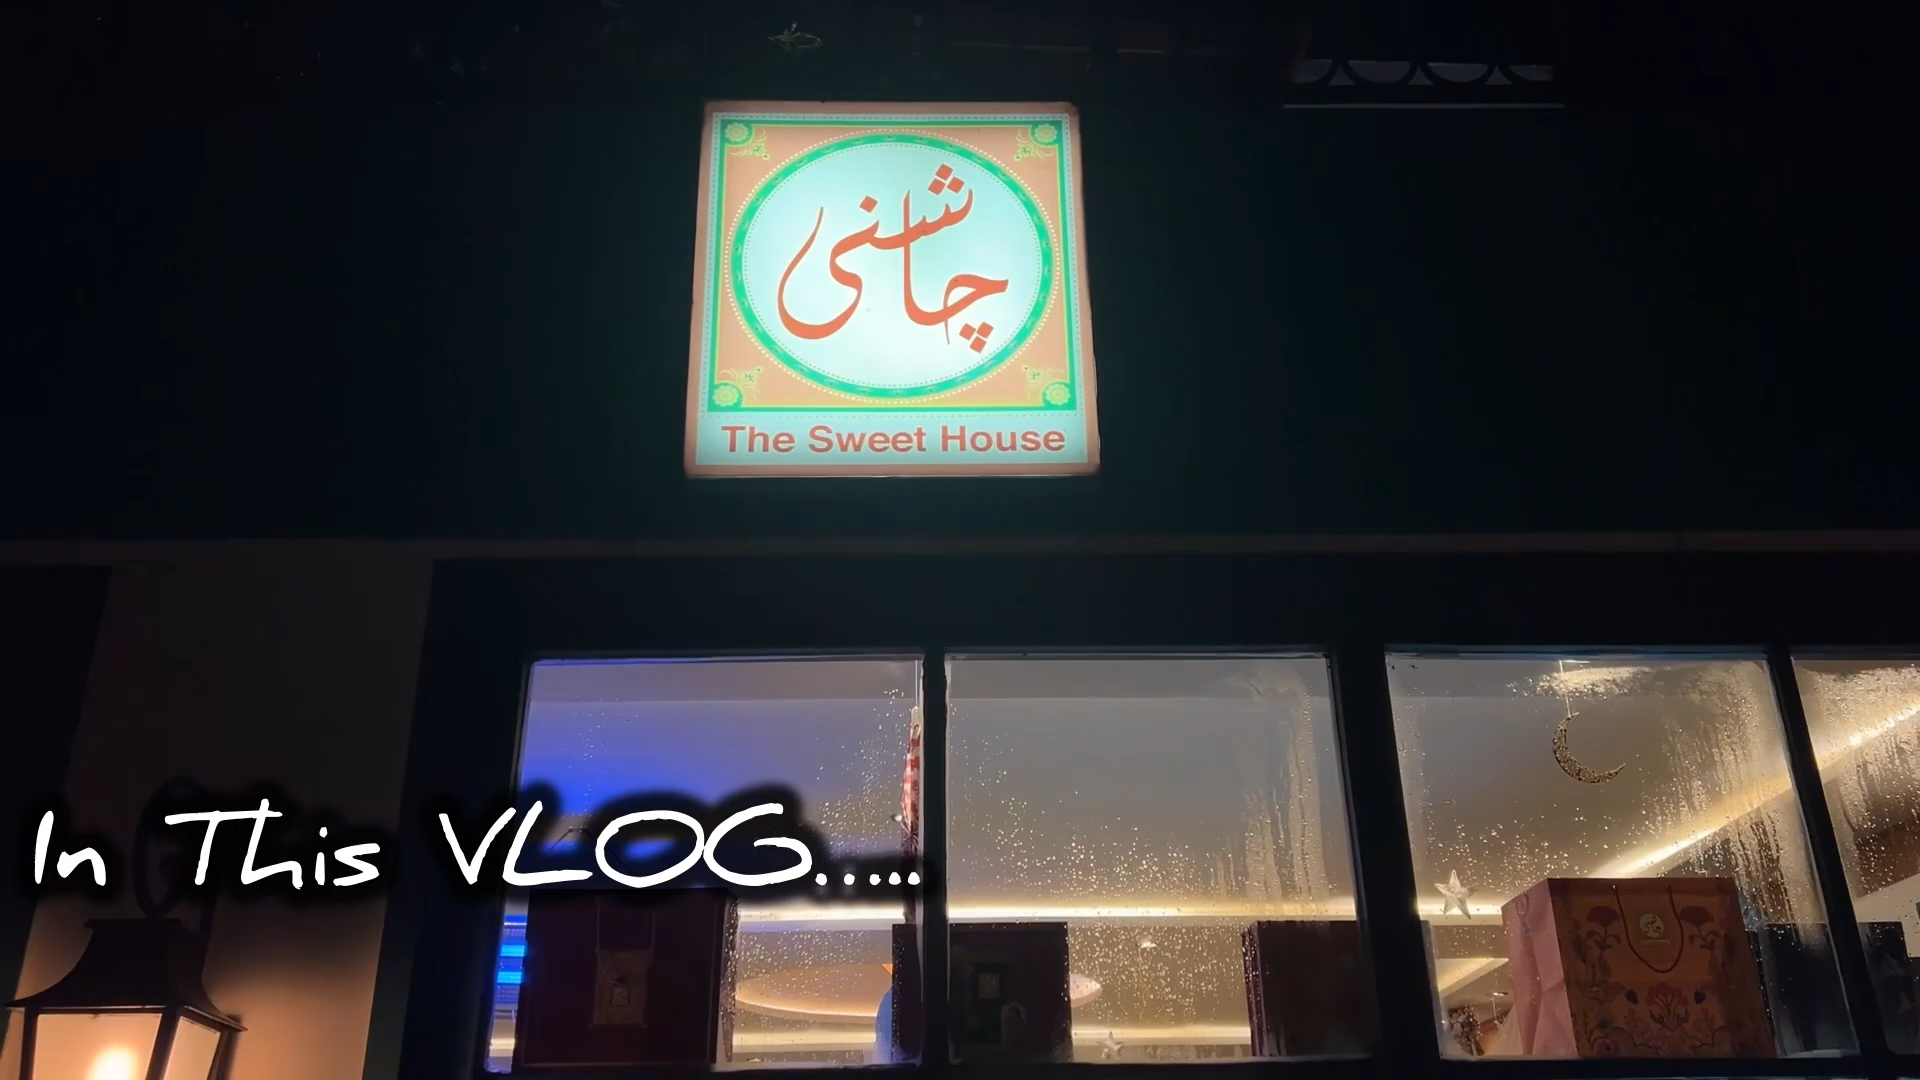 چاشنی
The Sweet House
In This VLOG.....